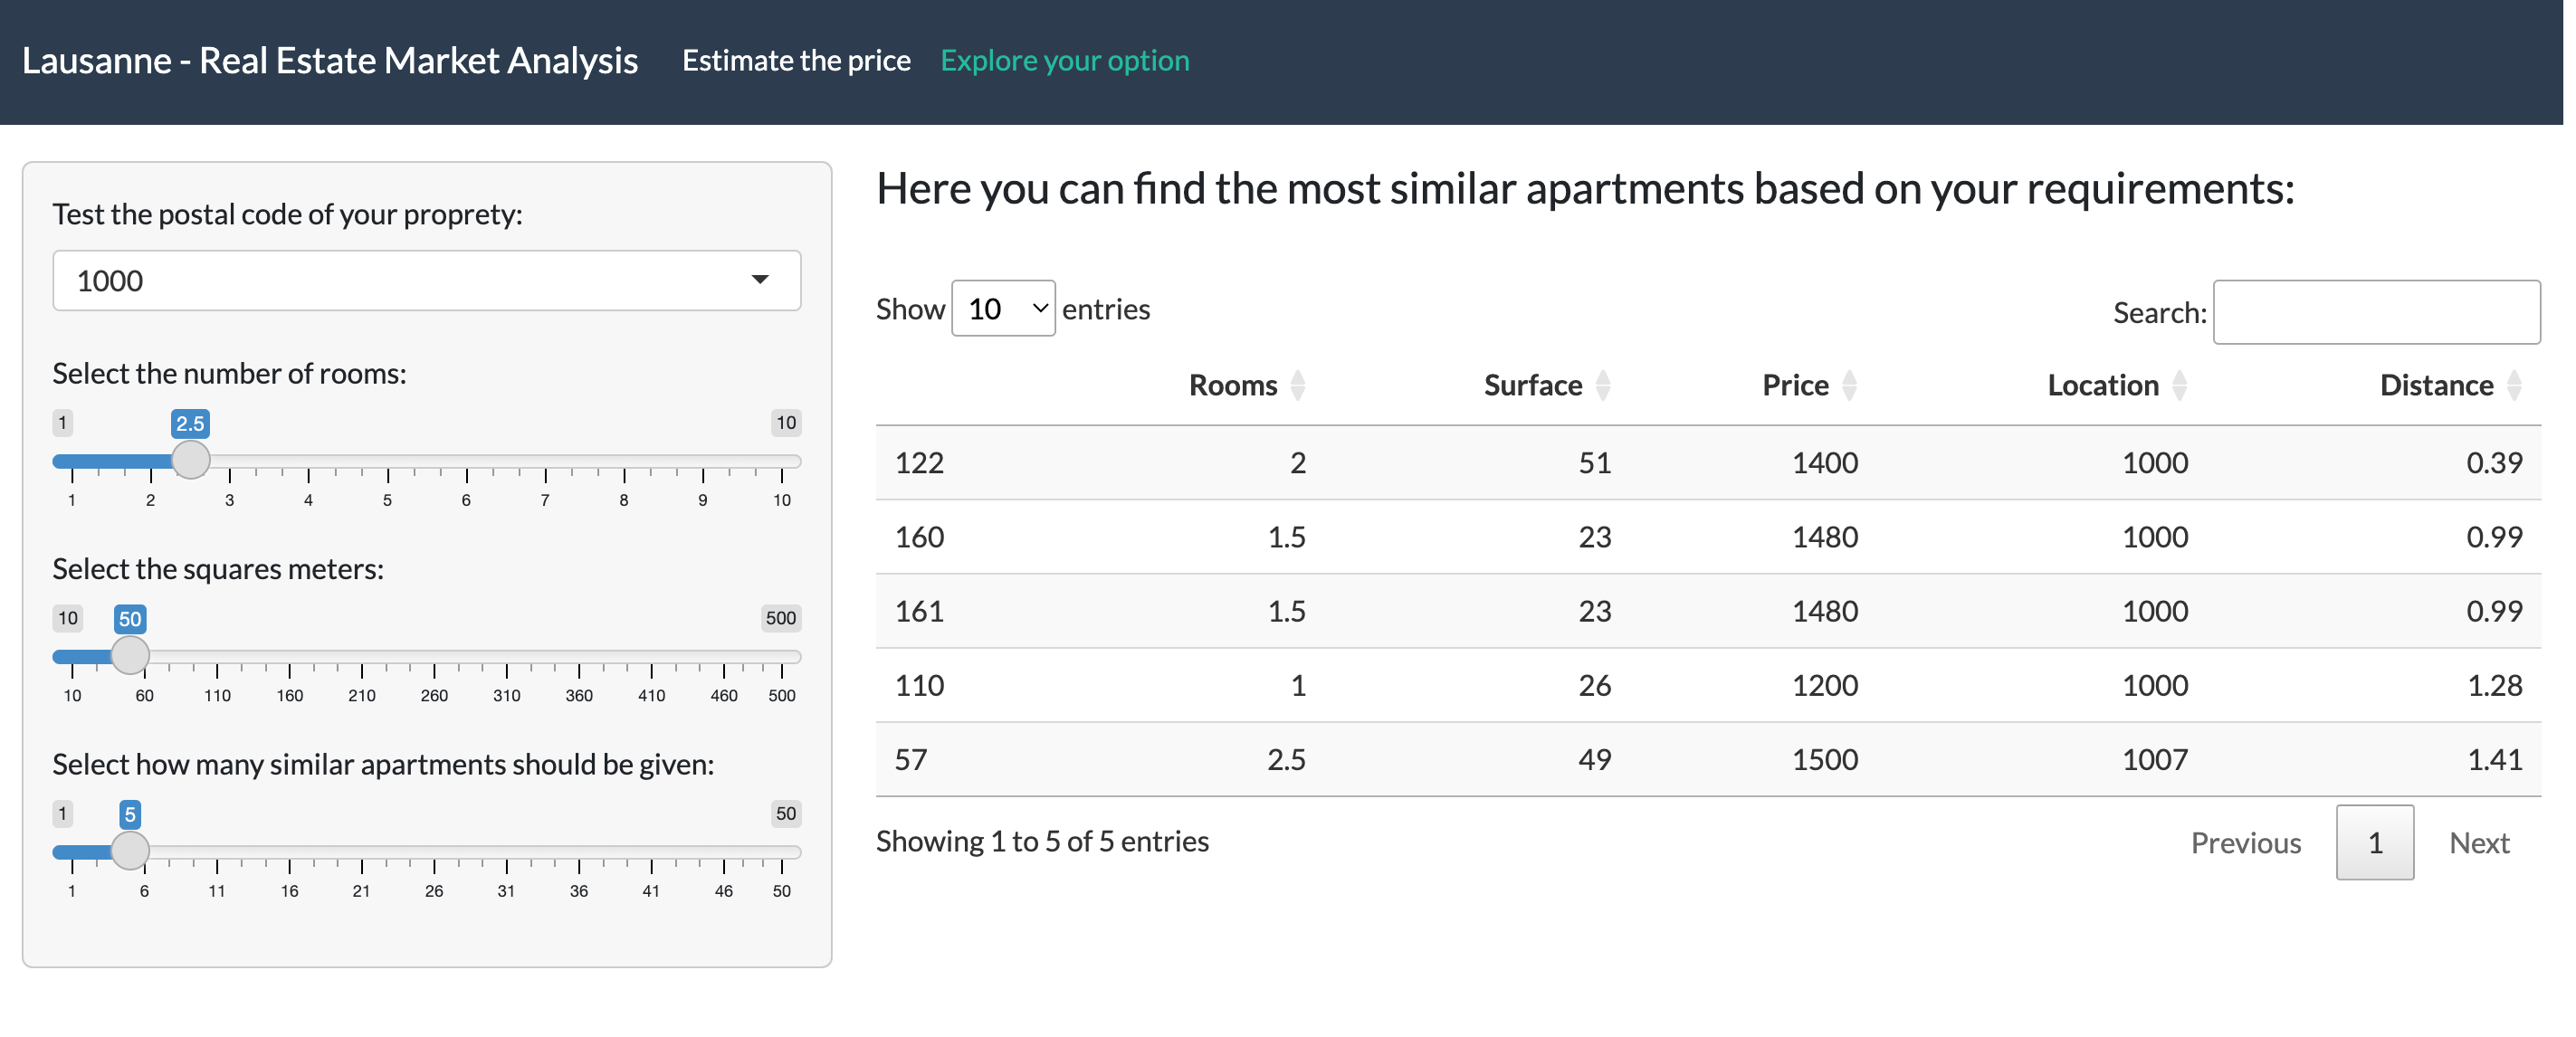 Lausanne - Real Estate Market Analysis Estimate the price Explore your option
Test the postal code of your proprety:
1000
Select the number of rooms:
1 2.5 10
1 2 3 4 5 6 7 8 9 10
Select the squares meters:
10 50 500
10 60 110 160 210 260 310 360 410 460 500
Select how many similar apartments should be given:
1 5 50
1 6 11 16 21 26 31 36 41 46 50
Here you can find the most similar apartments based on your requirements:
Show 10 entries Search:
Rooms Surface Price Location Distance
122 2 51 1400 1000 0.39
160 1.5 23 1480 1000 0.99
161 1.5 23 1480 1000 0.99
110 1 26 1200 1000 1.28
57 2.5 49 1500 1007 1.41
Showing 1 to 5 of 5 entries Previous 1 Next